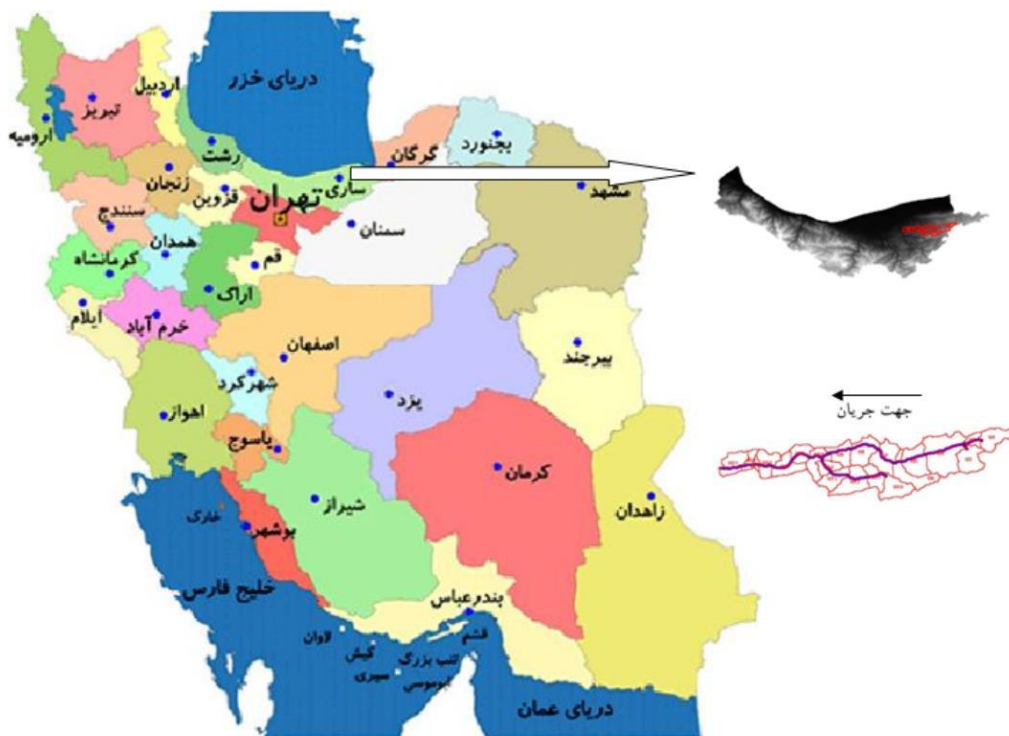 دریای خزر
اردبیل
تبریز
ارومیه
رشت
گرگان
بجنورد
ساری
مشهد
زنجان
قزوین
تهران
سنندج
سمنان
همدان
قم
کرمانشاه
اراک
ایلام
خرم آباد
اصفهان
بیرجند
شهرکرد
یزد
اهواز
جهت جریان
یاسوج
کرمان
شیراز
زاهدان
خارک
بوشهر
خلیج فارس
بندرعباس
قشم
لاوان
کیش
تنب بزرگ
سیری
ابوموسی
دریای عمان